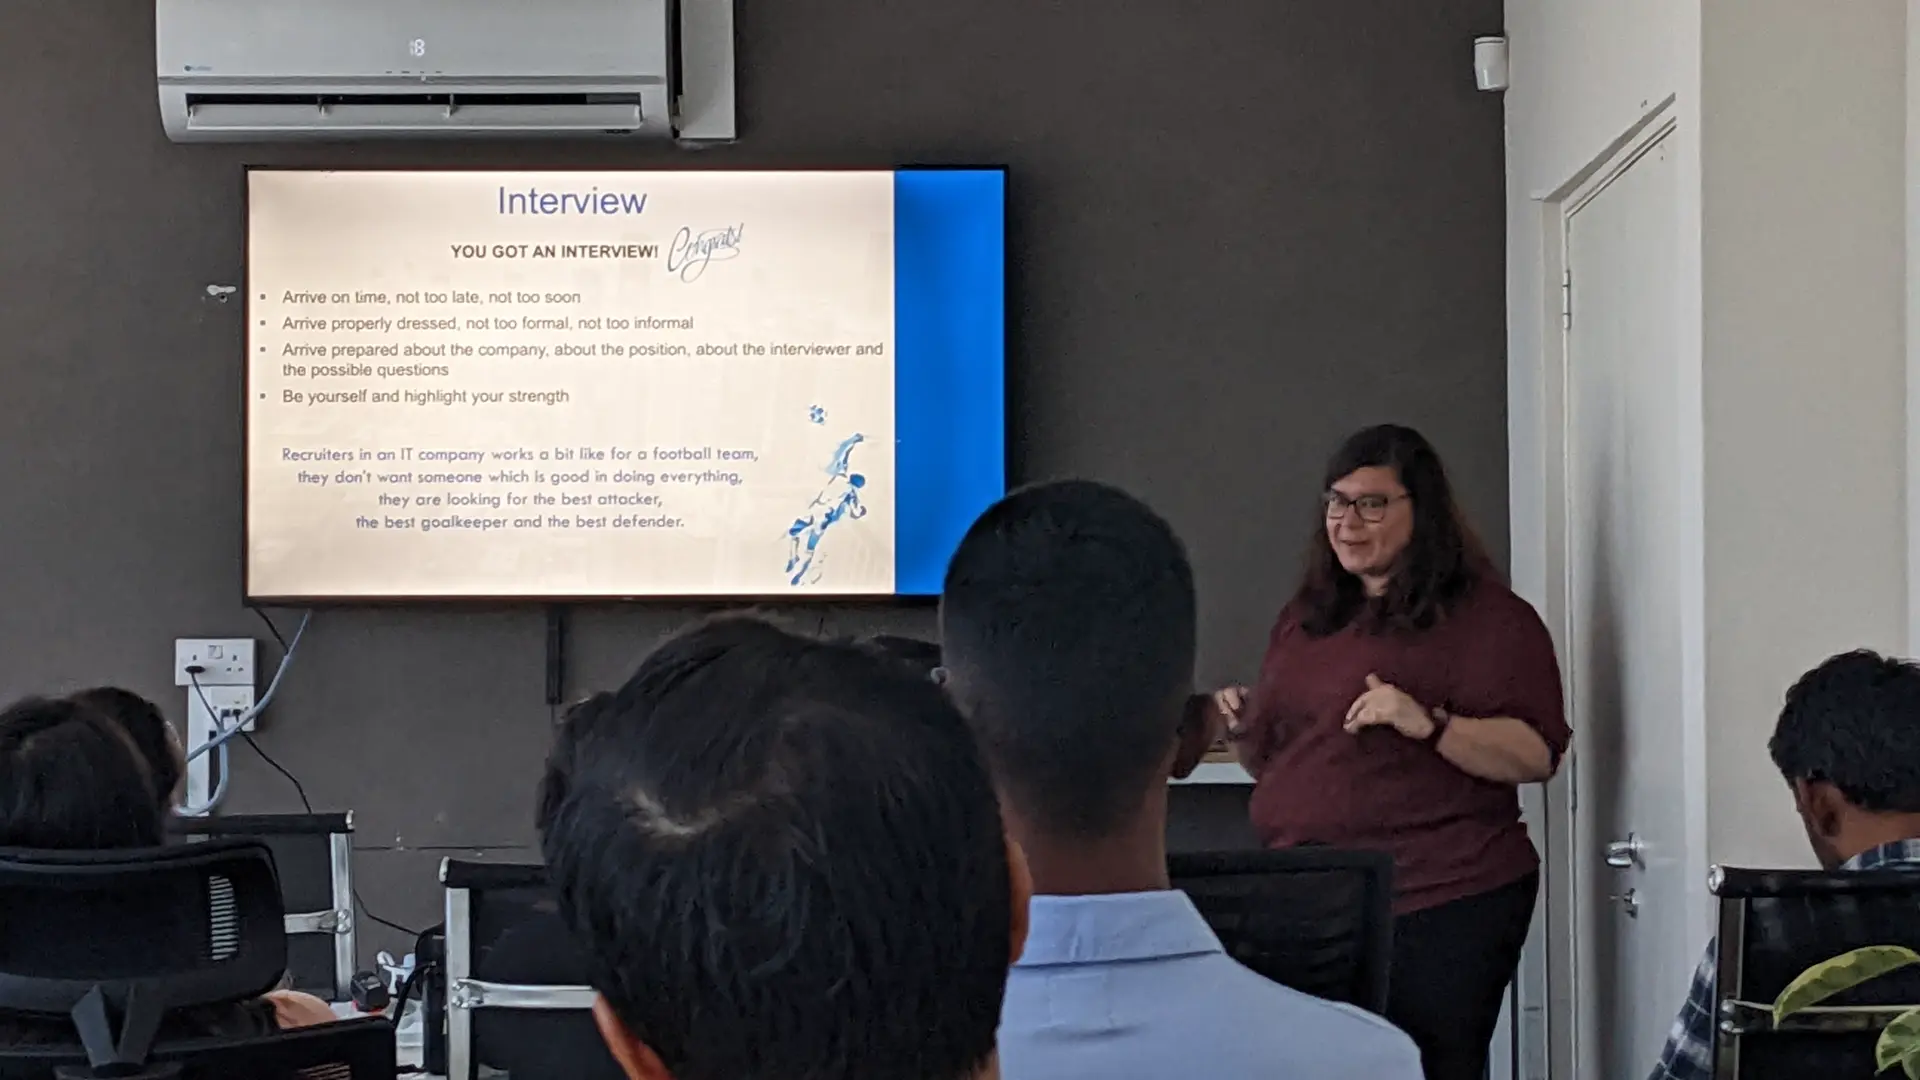 18
Interview
YOU GOT AN INTERVIEW! Congrats!
▪ Arrive on time, not too late, not too soon
▪ Arrive properly dressed, not too formal, not too informal
▪ Arrive prepared about the company, about the position, about the interviewer and
the possible questions
▪ Be yourself and highlight your strength
Recruiters in an IT company works a bit like for a football team,
they don't want someone which is good in doing everything,
they are looking for the best attacker,
the best goalkeeper and the best defender.